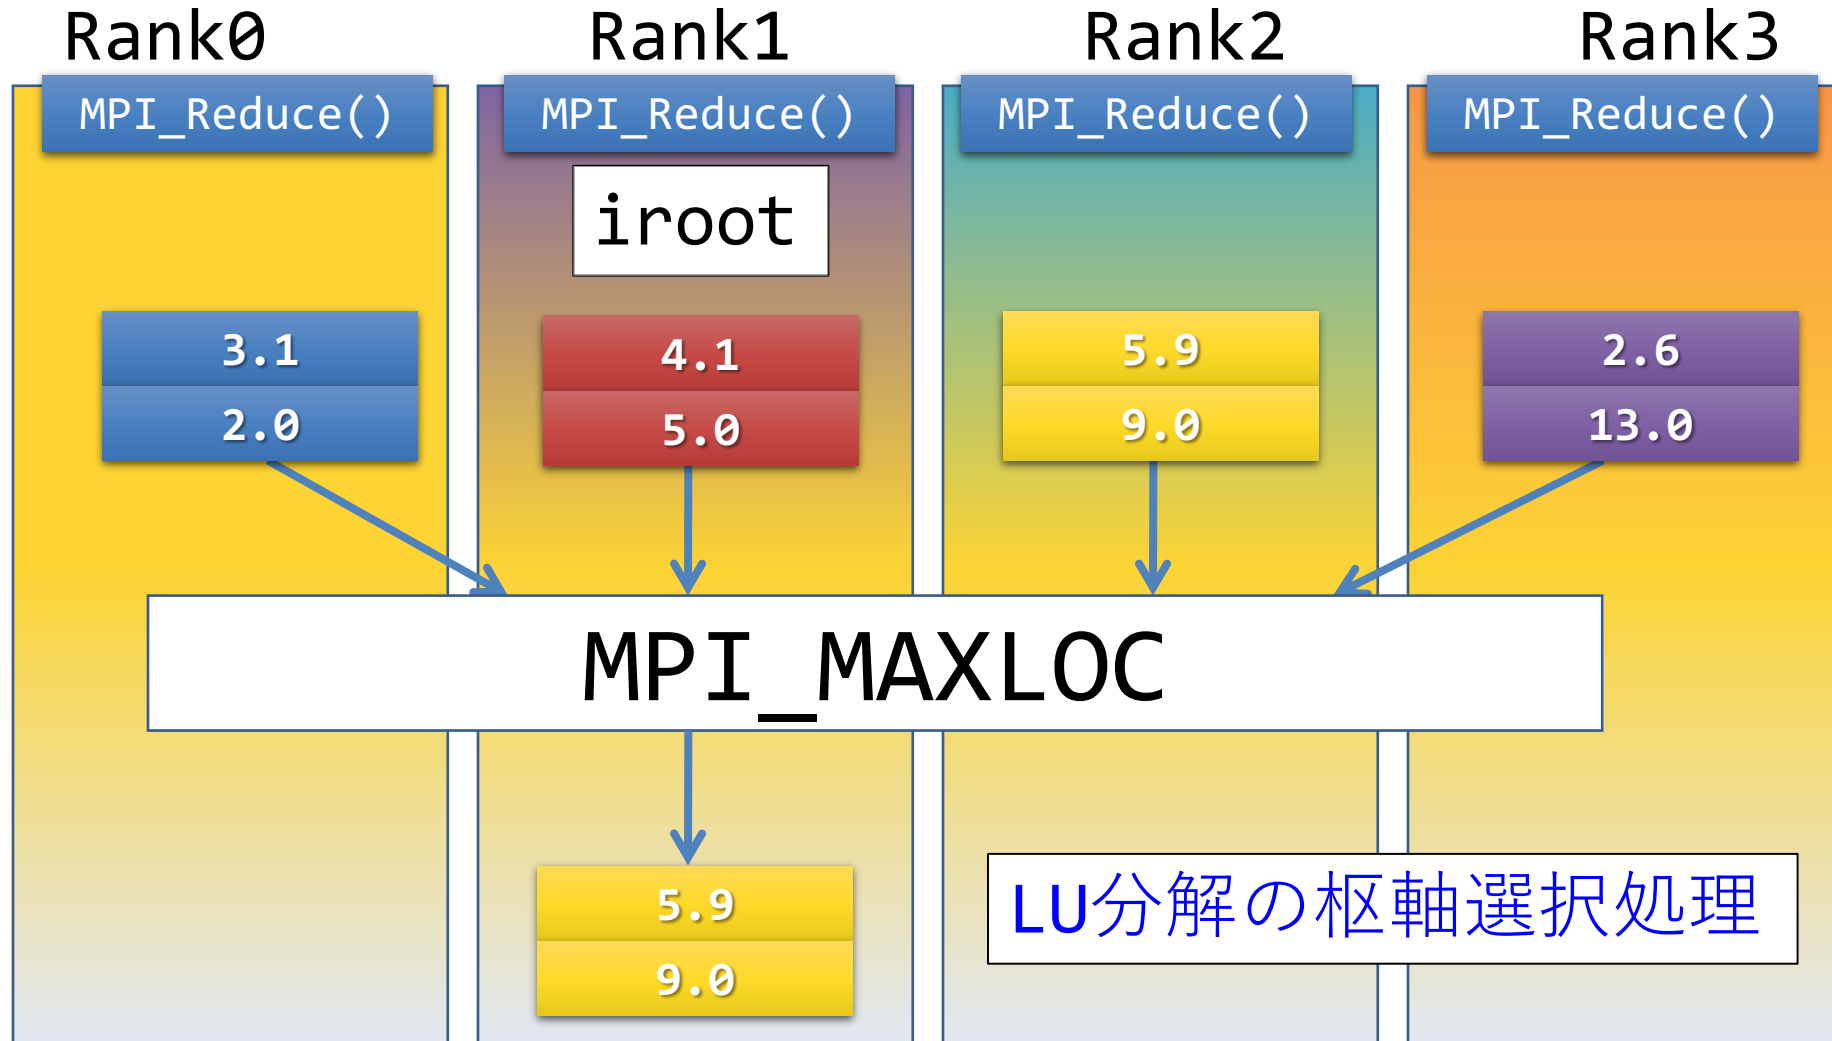 Rank0
Rank1
Rank2
Rank3
MPI_Reduce()
MPI_Reduce()
MPI_Reduce()
MPI_Reduce()
iroot
3.1
4.1
5.9
2.6
2.0
5.0
9.0
13.0
MPI_MAXLOC
5.9
9.0
LU分解の枢軸選択処理